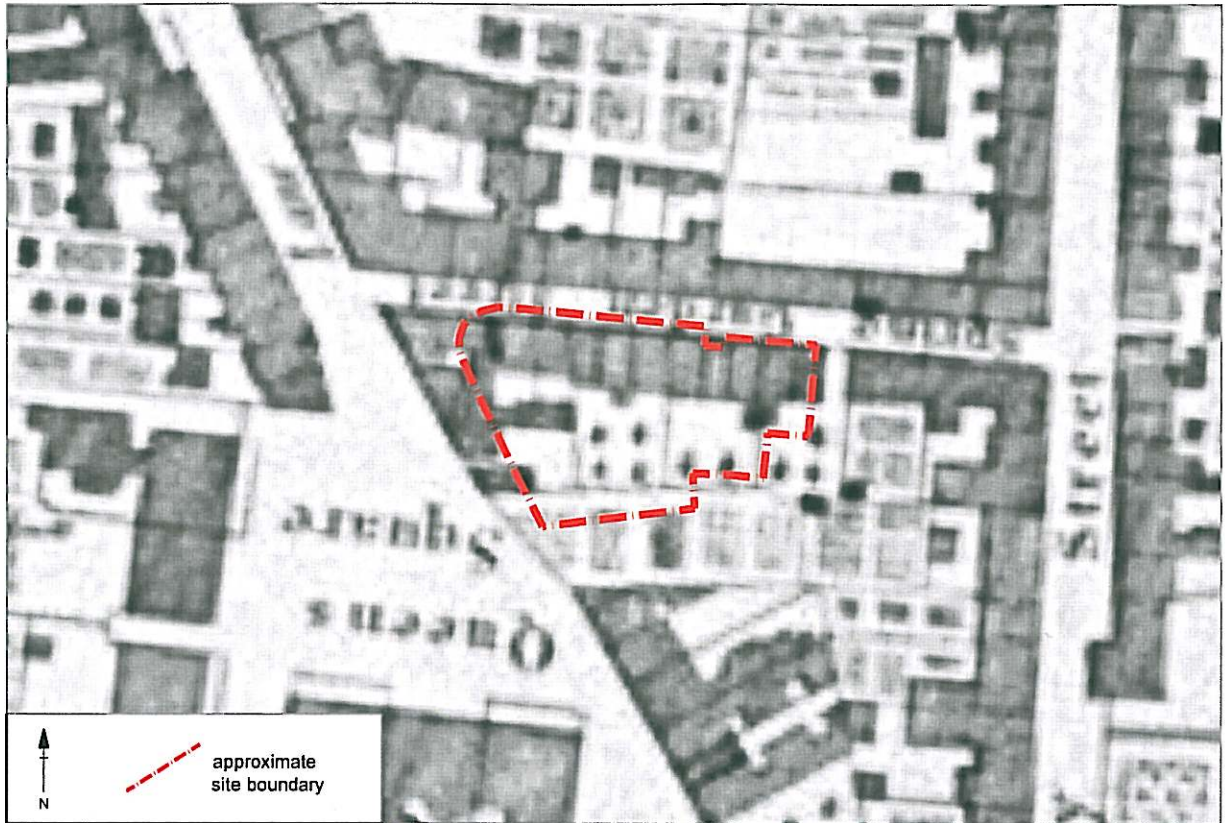 Street
Queens
Square
approximate
site boundary
N